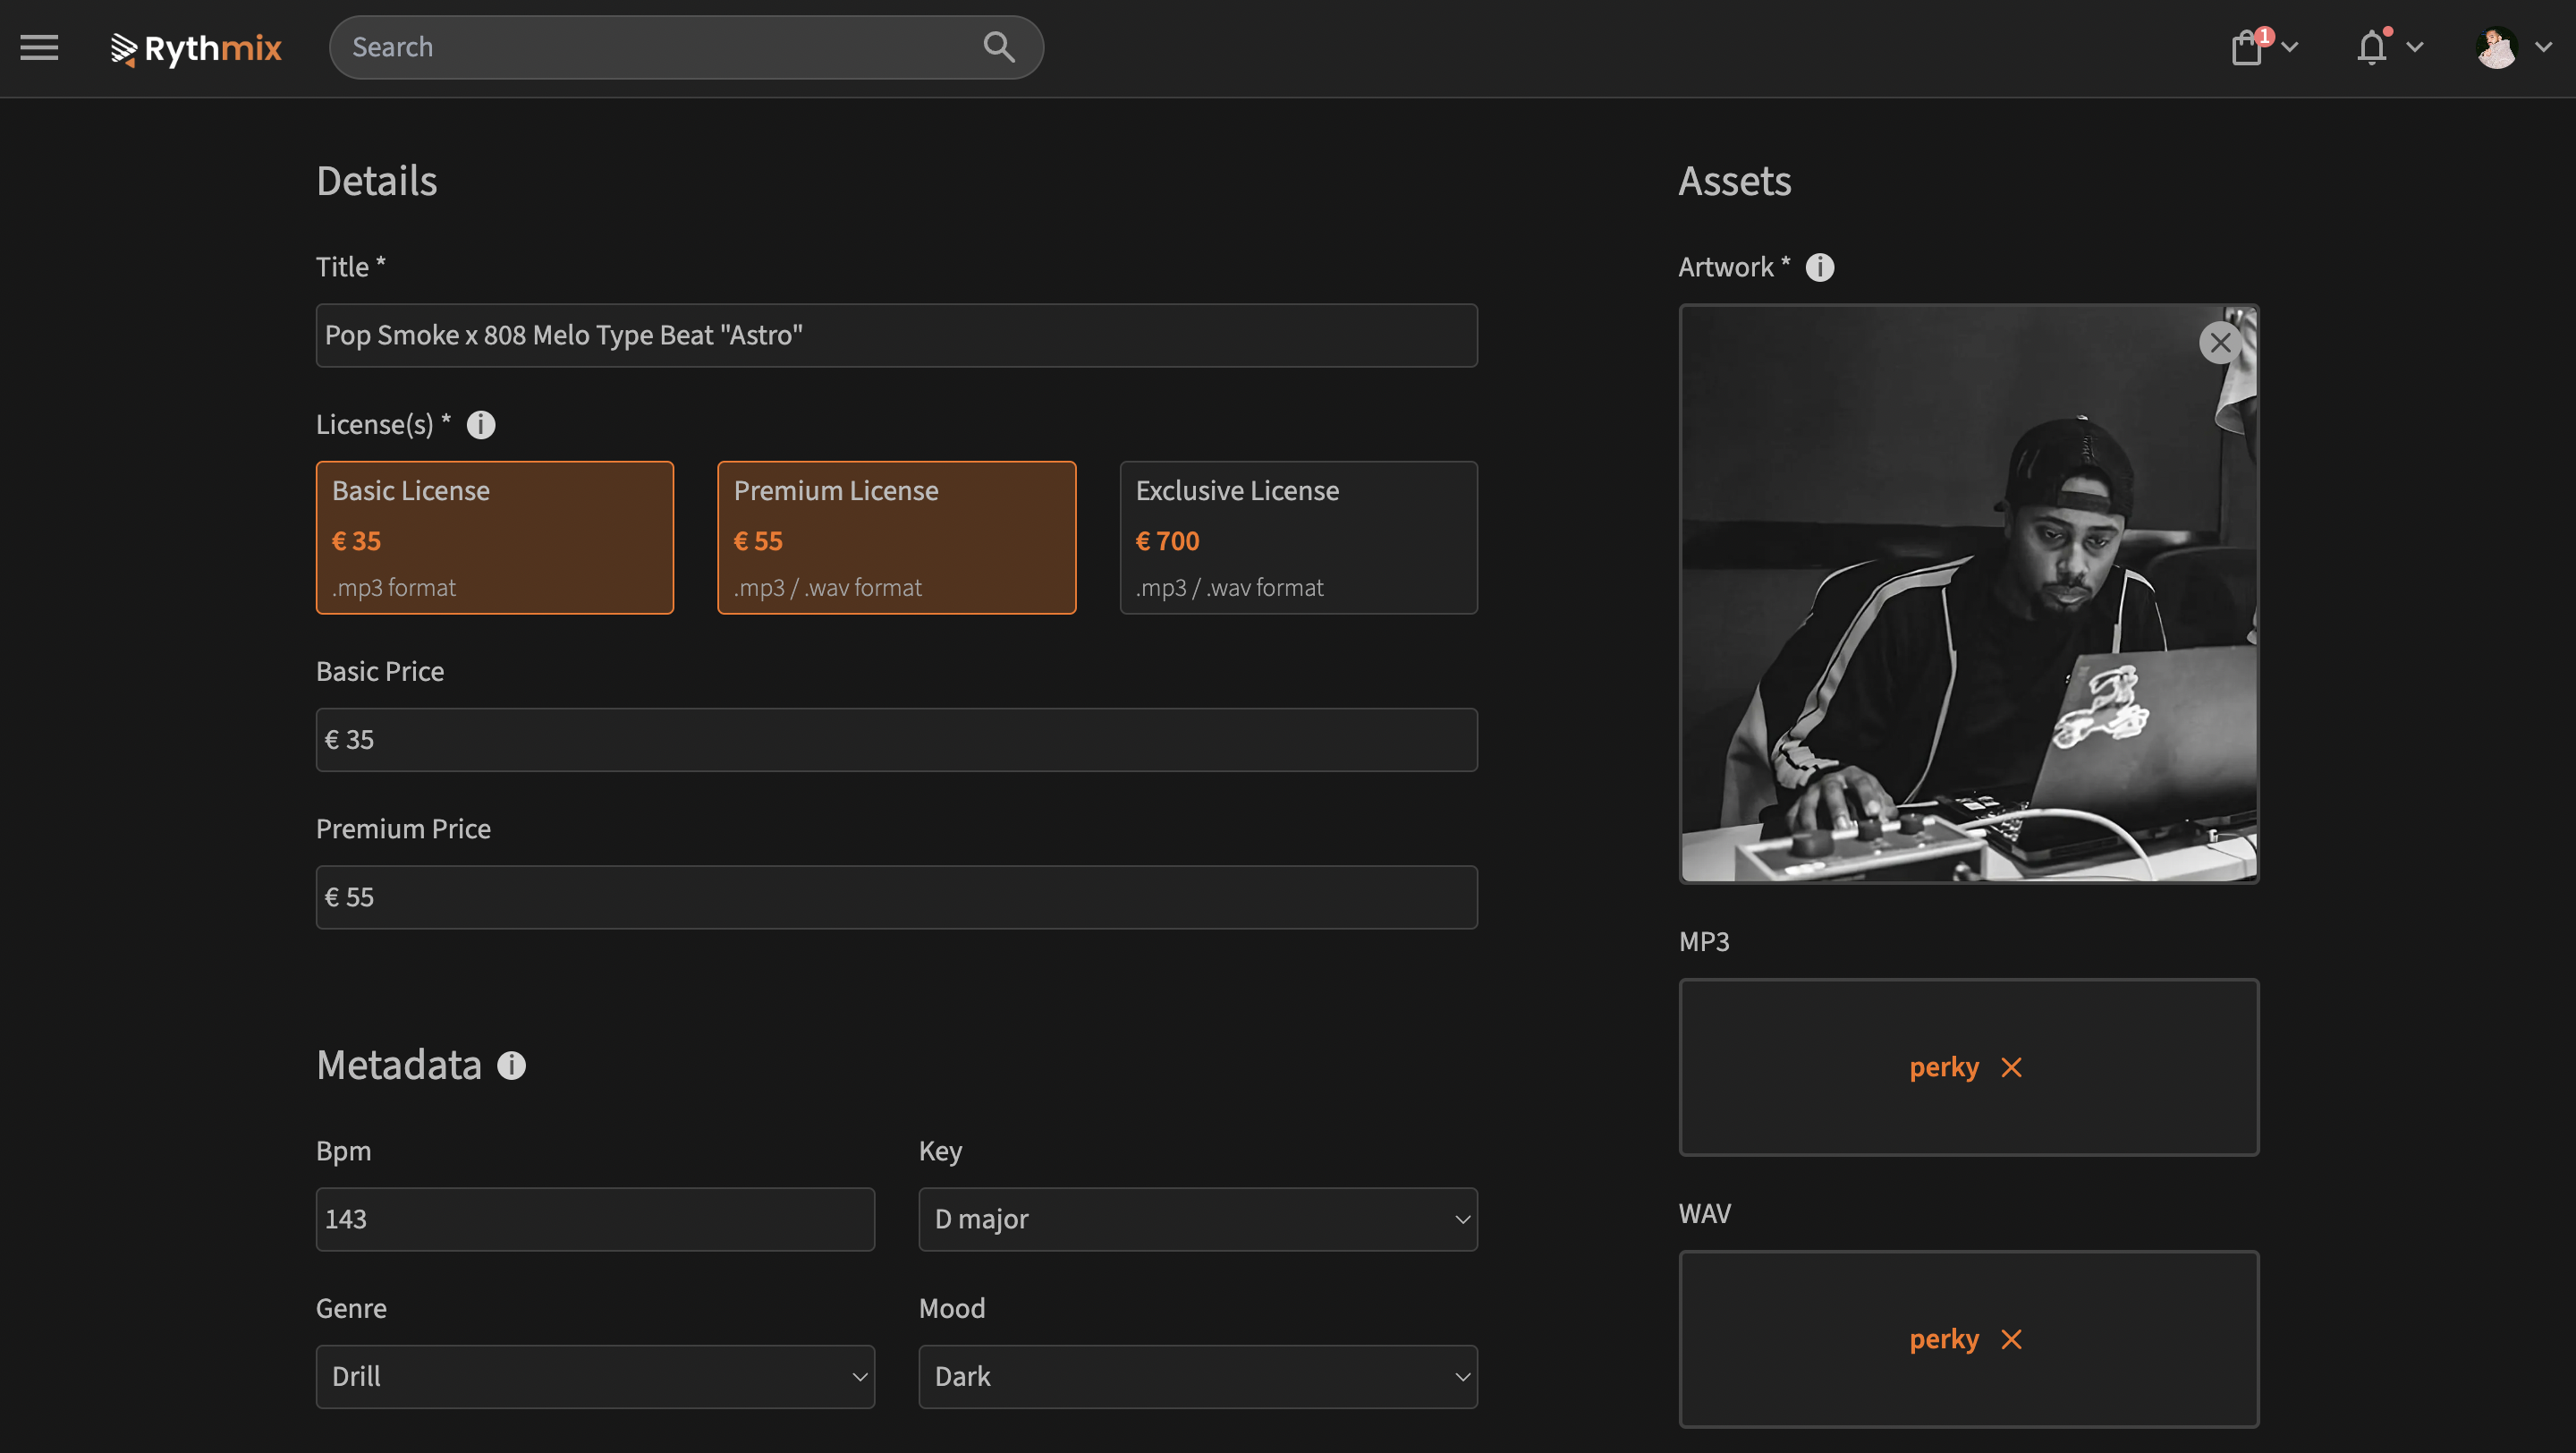 Rythmix
Search
1
Details
Title *
Pop Smoke x 808 Melo Type Beat "Astro"
License(s) *
Basic License
€ 35
.mp3 format
Premium License
€ 55
.mp3 / .wav format
Exclusive License
€ 700
.mp3 / .wav format
Basic Price
€ 35
Premium Price
€ 55
Metadata
Bpm
143
Key
D major
Genre
Drill
Mood
Dark
Assets
Artwork *
MP3
perky
WAV
perky